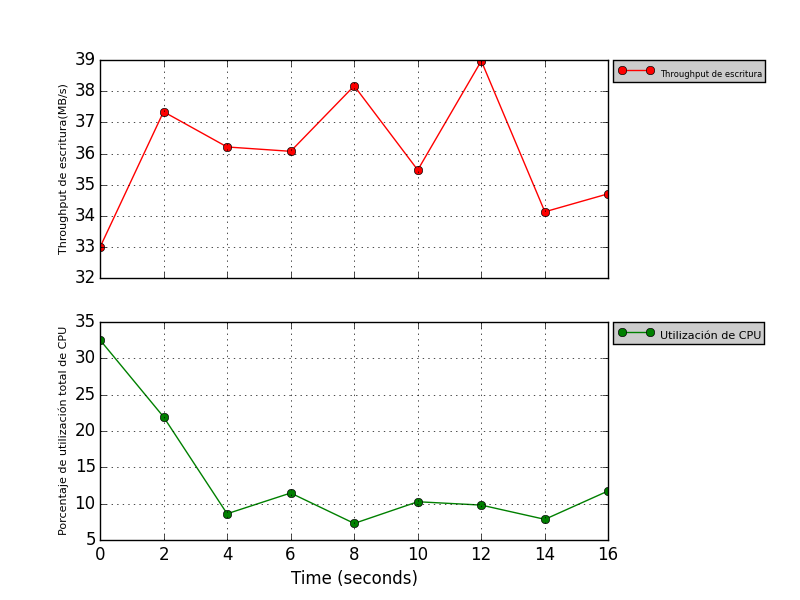 39
38
37
36
35
34
33
32
Throughput de escritura(MB/s)
Throughput de escritura
35
30
25
20
15
10
5
Porcentaje de utilización total de CPU
Utilización de CPU
0 2 4 6 8 10 12 14 16
Time (seconds)